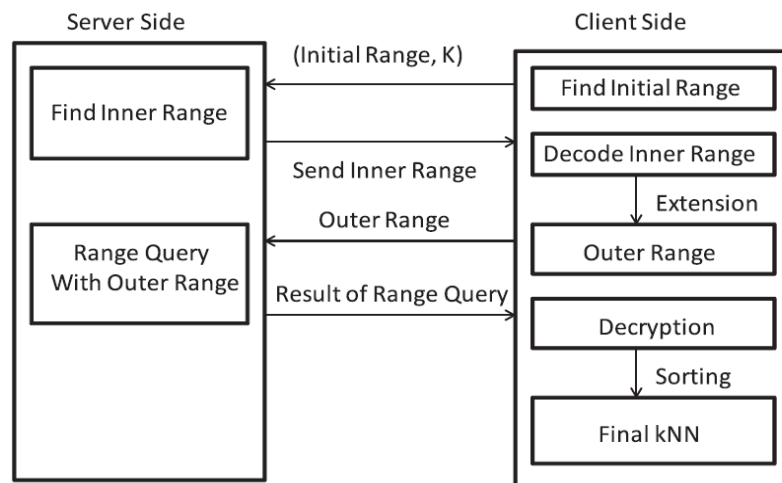 Server Side
Client Side
(Initial Range, K)
Find Initial Range
Find Inner Range
Send Inner Range
Decode Inner Range
Extension
Outer Range
Outer Range
Range Query
With Outer Range
Result of Range Query
Decryption
Sorting
Final kNN